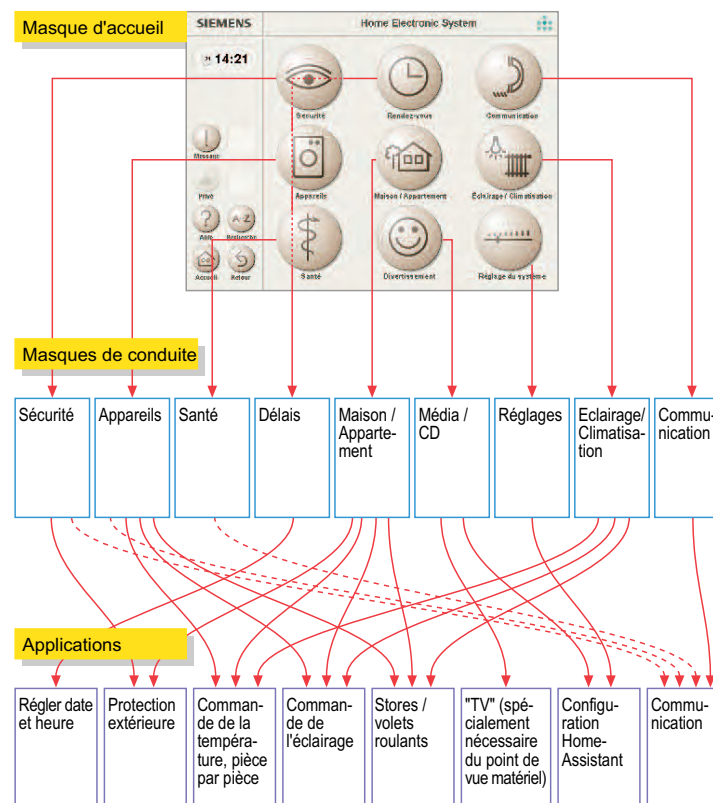 Masque d'accueil
SIEMENS
Home Electronic System
14:21
Sécurité
Rendez-vous
Communication
Message
Appareils
Maison / Appartement
Éclairage / Climatisation
Privé
Aide
Recherche
A-Z
Santé
Divertissement
Réglage du système
Accueil
Retour
Masques de conduite
Sécurité
Appareils
Santé
Délais
Maison /
Apparte-
ment
Média /
CD
Réglages
Eclairage/
Climatisa-
tion
Commu-
nication
Applications
Régler date
et heure
Protection
extérieure
Comman-
de de la
températu-
re, pièce
par pièce
Comman-
de de
l'éclairage
Stores /
volets
roulants
"TV" (spé-
cialement
nécessaire
du point de
vue matériel)
Configu-
ration
Home-
Assistant
Commu-
nication